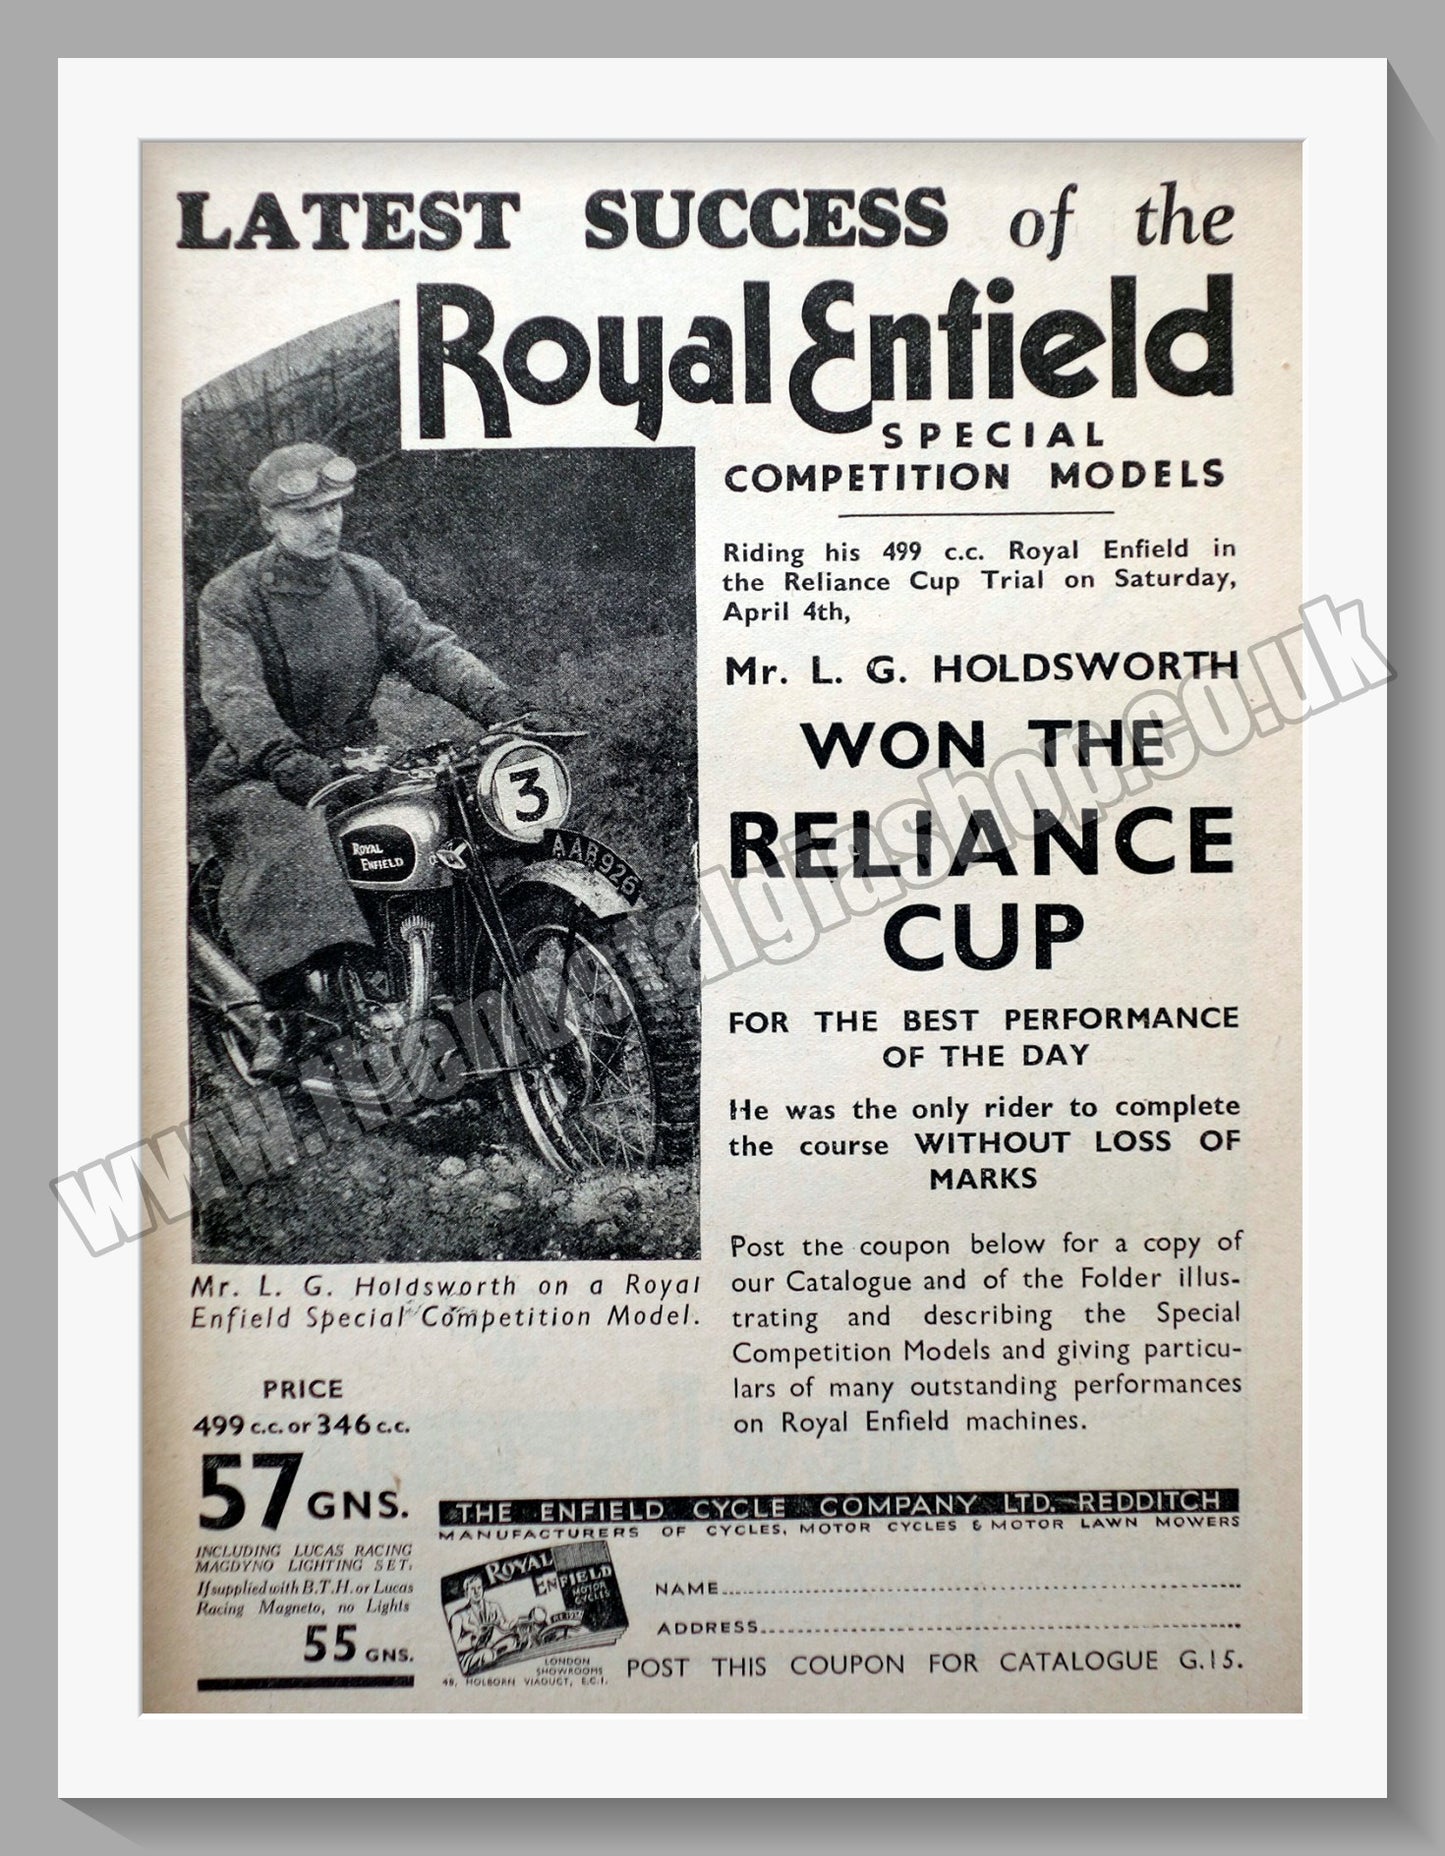 LATEST SUCCESS of the
Royal Enfield
SPECIAL
COMPETITION MODELS
Riding his 499 c.c. Royal Enfield in
the Reliance Cup Trial on Saturday,
April 4th,
Mr. L. G. HOLDSWORTH
WON THE
RELIANCE
CUP
FOR THE BEST PERFORMANCE
OF THE DAY
He was the only rider to complete
the course WITHOUT LOSS OF
MARKS
3
AAB926
ROYAL
ENFIELD
www.thenostalgiashop.co.uk
Mr. L. G. Holdsworth on a Royal
Enfield Special Competition Model.
Post the coupon below for a copy of
our Catalogue and of the Folder illus-
trating and describing the Special
Competition Models and giving particu-
lars of many outstanding performances
on Royal Enfield machines.
PRICE
499 c.c. or 346 c.c.
57 GNS.
INCLUDING LUCAS RACING
MAGDYNO LIGHTING SET.
If supplied with B.T.H. or Lucas
Racing Magneto, no Lights
55 GNS.
THE ENFIELD CYCLE COMPANY LTD. REDDITCH
MANUFACTURERS OF CYCLES, MOTOR CYCLES & MOTOR LAWN MOWERS
ROYAL
ENFIELD
MOTOR
CYCLES
LONDON
SHOWROOMS
48, HOLBORN VIADUCT, E.C.1.
NAME
ADDRESS
POST THIS COUPON FOR CATALOGUE G.15.